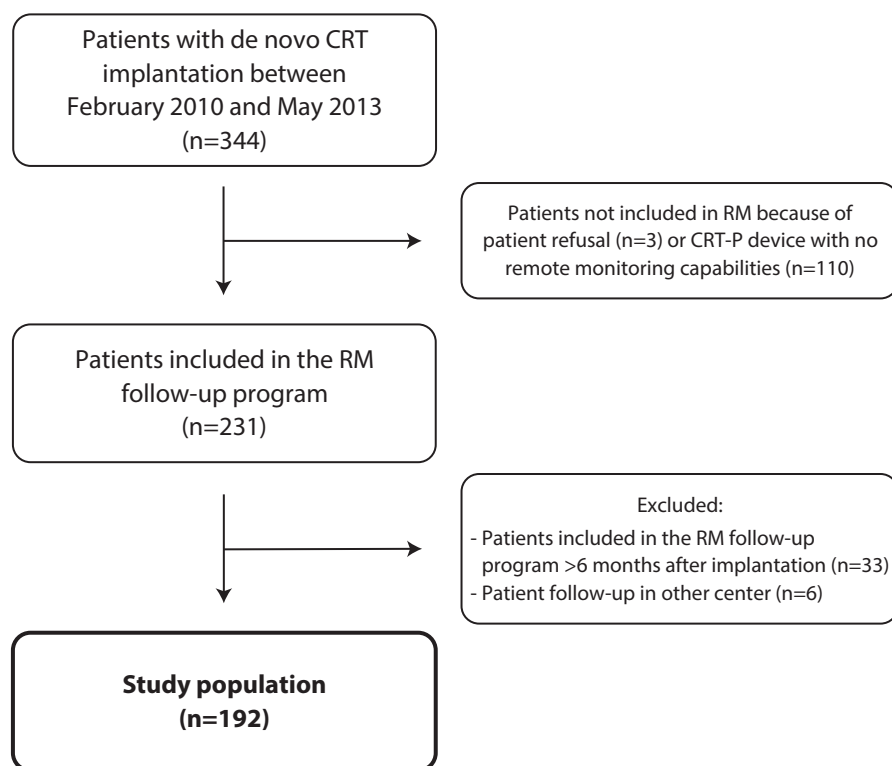 Patients with de novo CRT
implantation between
February 2010 and May 2013
(n=344)
Patients not included in RM because of
patient refusal (n=3) or CRT-P device with no
remote monitoring capabilities (n=110)
Patients included in the RM
follow-up program
(n=231)
Excluded:
- Patients included in the RM follow-up
program >6 months after implantation (n=33)
- Patient follow-up in other center (n=6)
Study population
(n=192)